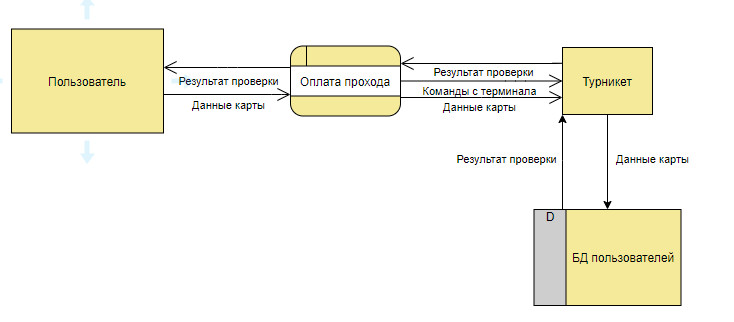 Пользователь
Результат проверки
Данные карты
Оплата прохода
Результат проверки
Команды с терминала
Данные карты
Турникет
Результат проверки
Данные карты
D
БД пользователей